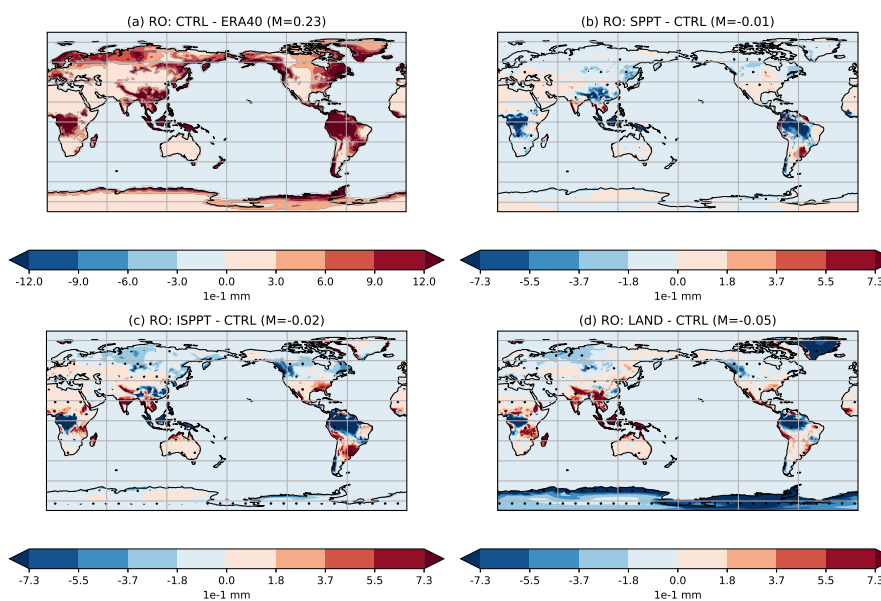 (a) RO: CTRL - ERA40 (M=0.23)
(b) RO: SPPT - CTRL (M=-0.01)
-12.0 -9.0 -6.0 -3.0 0.0 3.0 6.0 9.0 12.0
1e-1 mm
-7.3 -5.5 -3.7 -1.8 0.0 1.8 3.7 5.5 7.3
1e-1 mm
(c) RO: ISPPT - CTRL (M=-0.02)
(d) RO: LAND - CTRL (M=-0.05)
-7.3 -5.5 -3.7 -1.8 0.0 1.8 3.7 5.5 7.3
1e-1 mm
-7.3 -5.5 -3.7 -1.8 0.0 1.8 3.7 5.5 7.3
1e-1 mm